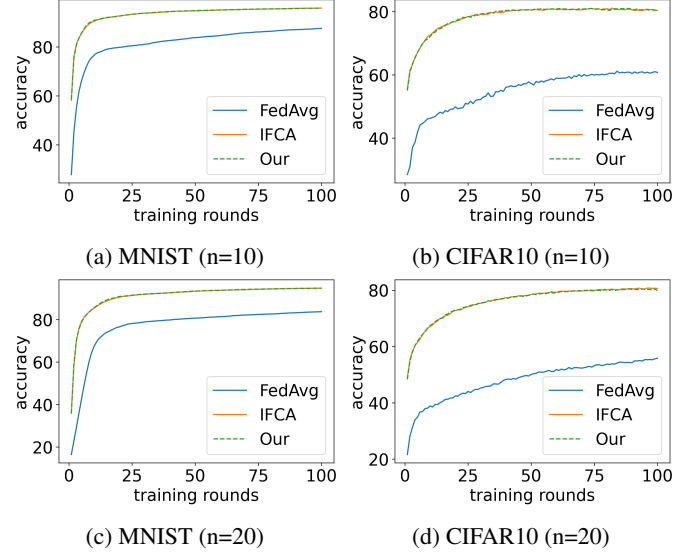 accuracy
80
60
40
FedAvg
IFCA
Our
0 25 50 75 100
training rounds
(a) MNIST (n=10)
accuracy
80
60
40
FedAvg
IFCA
Our
0 25 50 75 100
training rounds
(b) CIFAR10 (n=10)
accuracy
80
60
40
20
FedAvg
IFCA
Our
0 25 50 75 100
training rounds
(c) MNIST (n=20)
accuracy
80
60
40
20
FedAvg
IFCA
Our
0 25 50 75 100
training rounds
(d) CIFAR10 (n=20)